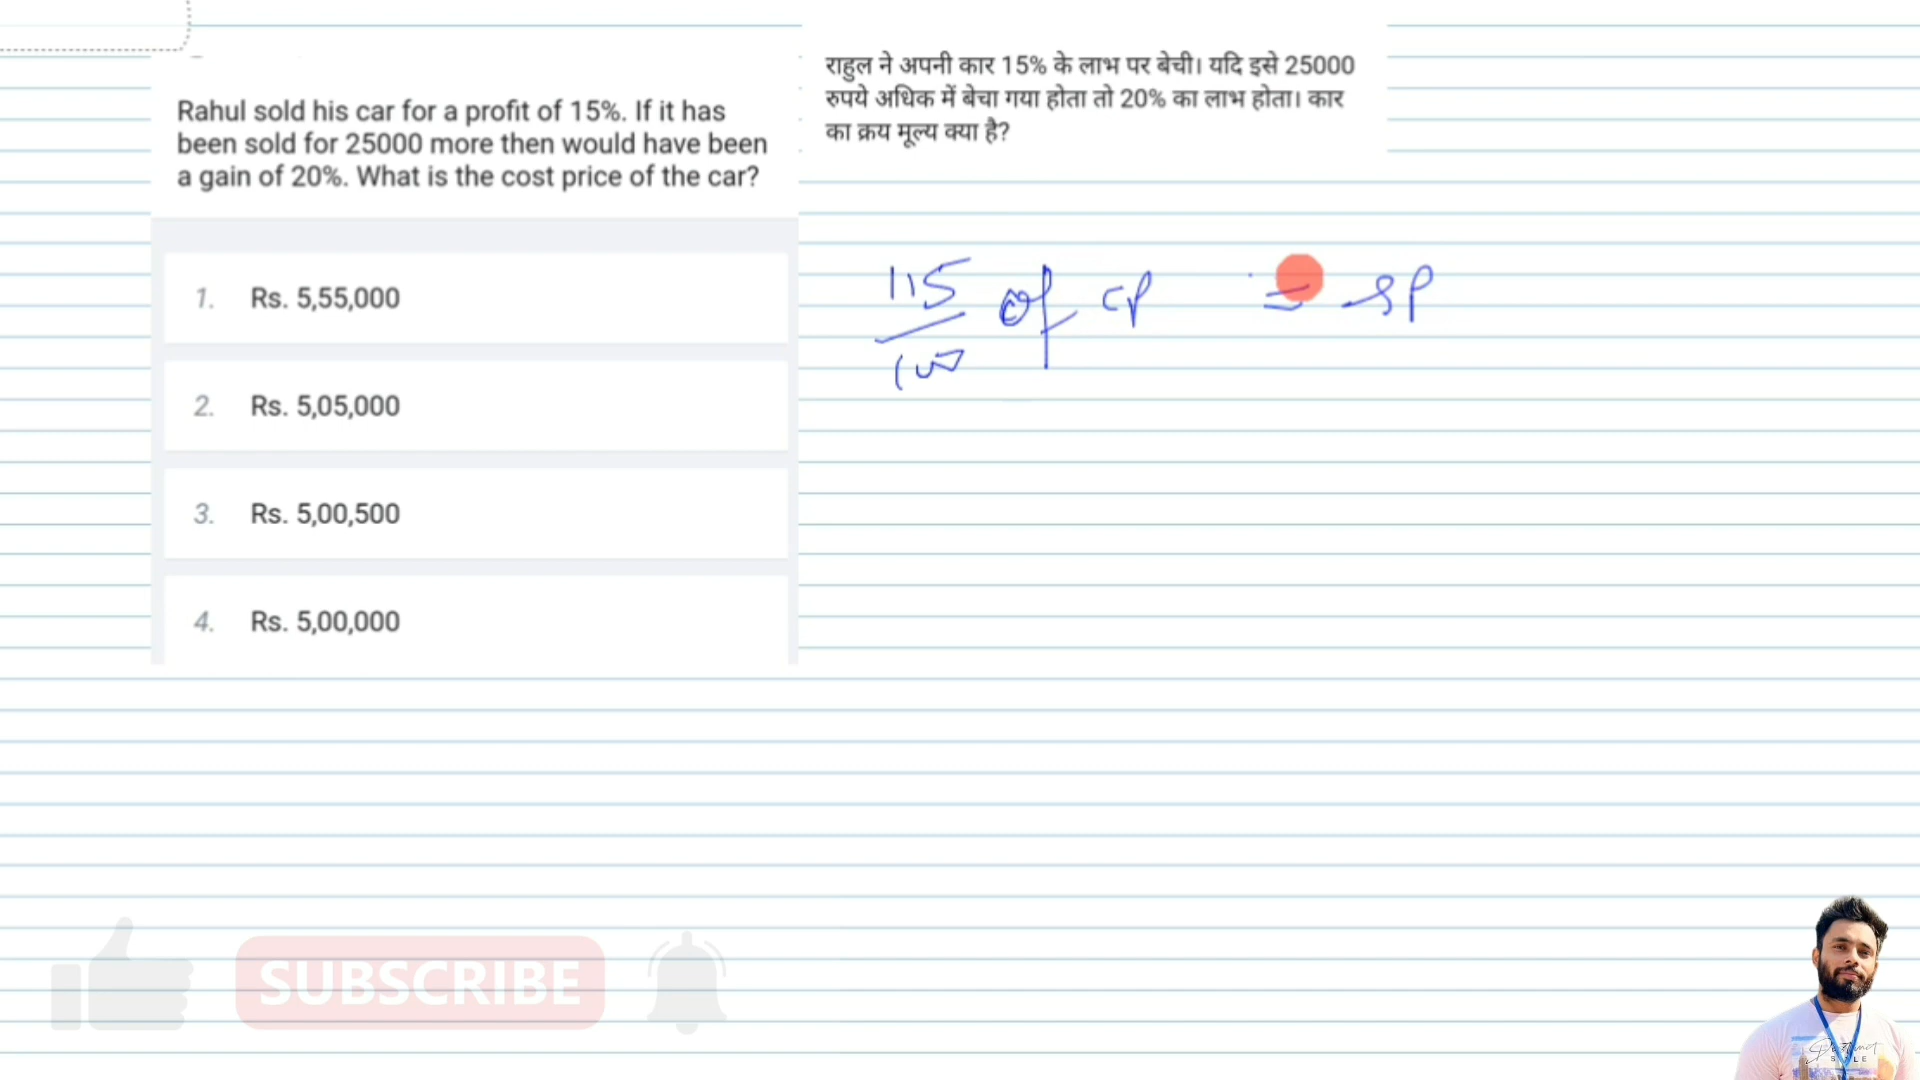 Rahul sold his car for a profit of 15%. If it has
been sold for 25000 more then would have been
a gain of 20%. What is the cost price of the car?
1. Rs. 5,55,000
2. Rs. 5,05,000
3. Rs. 5,00,500
4. Rs. 5,00,000
राहुल ने अपनी कार 15% के लाभ पर बेची। यदि इसे 25000
रुपये अधिक में बेचा गया होता तो 20% का लाभ होता। कार
का क्रय मूल्य क्या है?
115/100 of CP = SP
SUBSCRIBE